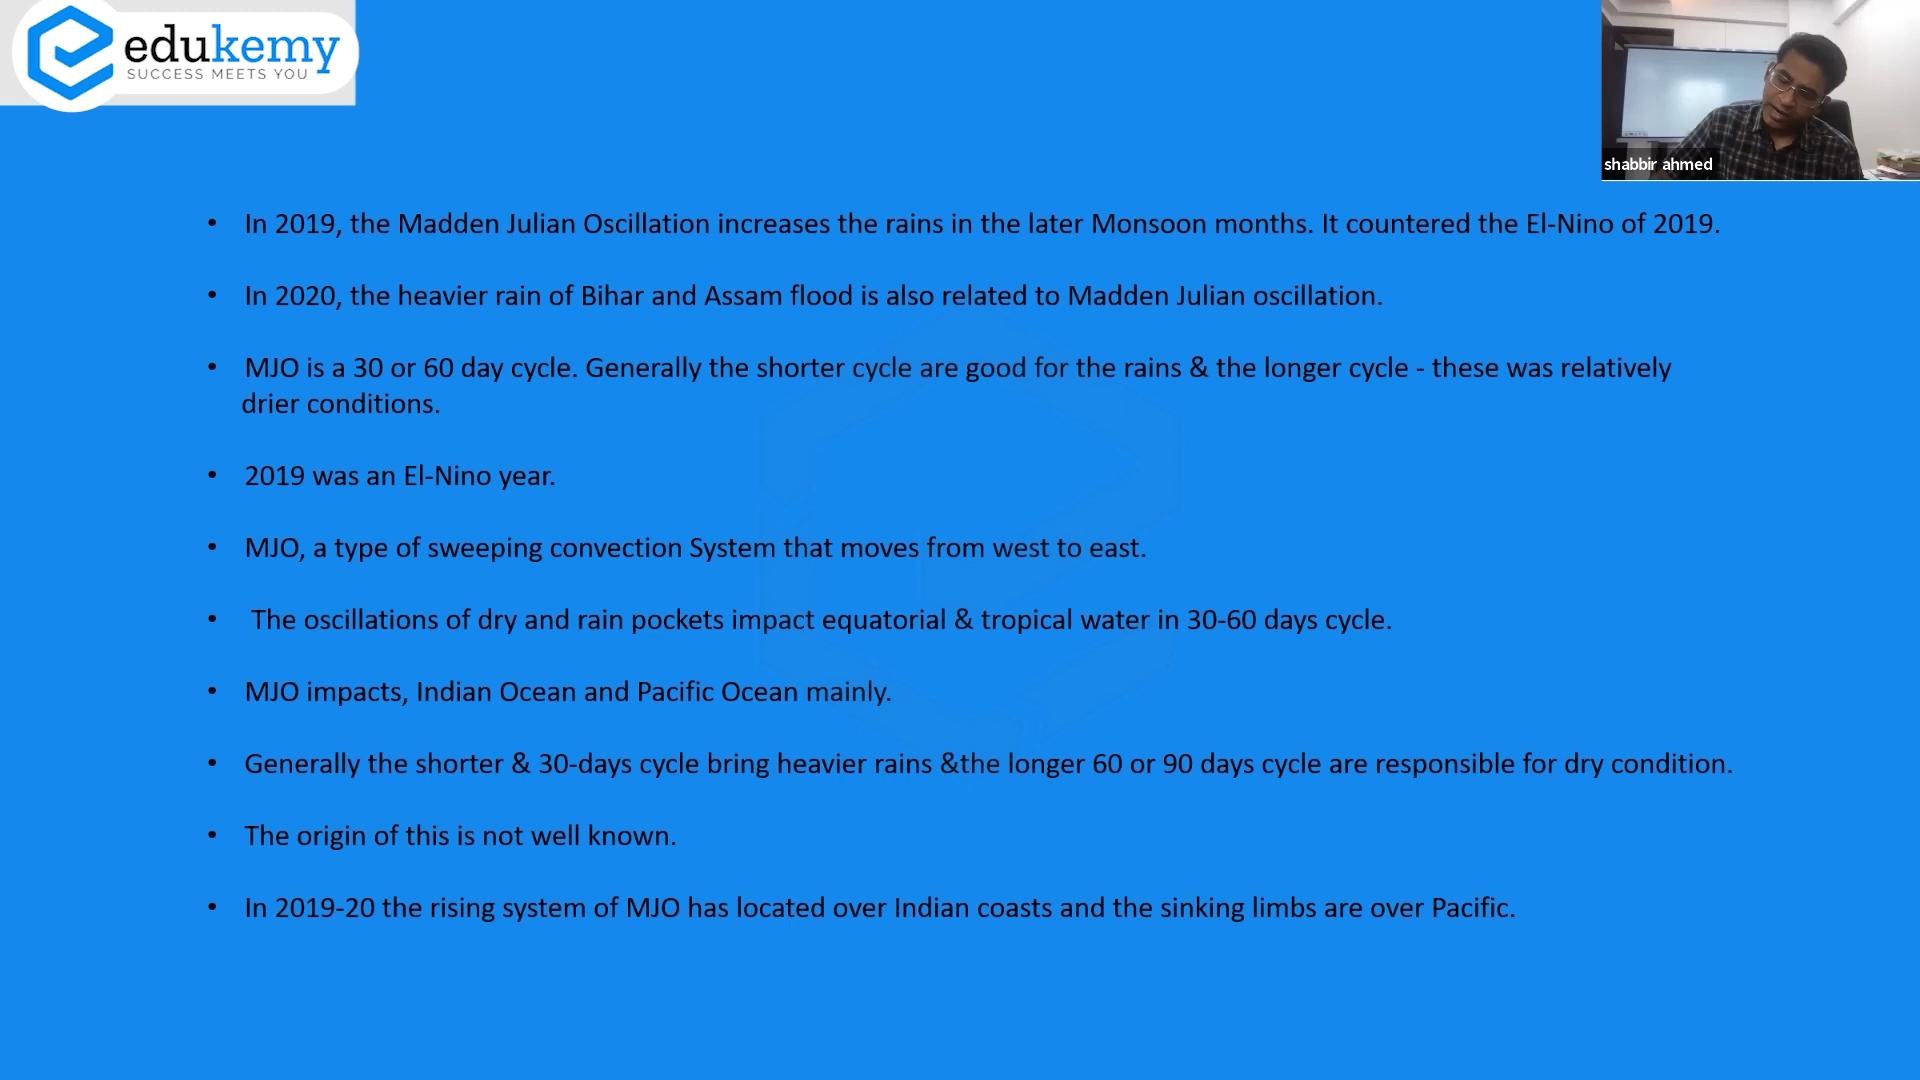 edukemy
SUCCESS MEETS YOU
shabbir ahmed
• In 2019, the Madden Julian Oscillation increases the rains in the later Monsoon months. It countered the El-Nino of 2019.
• In 2020, the heavier rain of Bihar and Assam flood is also related to Madden Julian oscillation.
• MJO is a 30 or 60 day cycle. Generally the shorter cycle are good for the rains & the longer cycle - these was relatively
drier conditions.
• 2019 was an El-Nino year.
• MJO, a type of sweeping convection System that moves from west to east.
• The oscillations of dry and rain pockets impact equatorial & tropical water in 30-60 days cycle.
• MJO impacts, Indian Ocean and Pacific Ocean mainly.
• Generally the shorter & 30-days cycle bring heavier rains &the longer 60 or 90 days cycle are responsible for dry condition.
• The origin of this is not well known.
• In 2019-20 the rising system of MJO has located over Indian coasts and the sinking limbs are over Pacific.